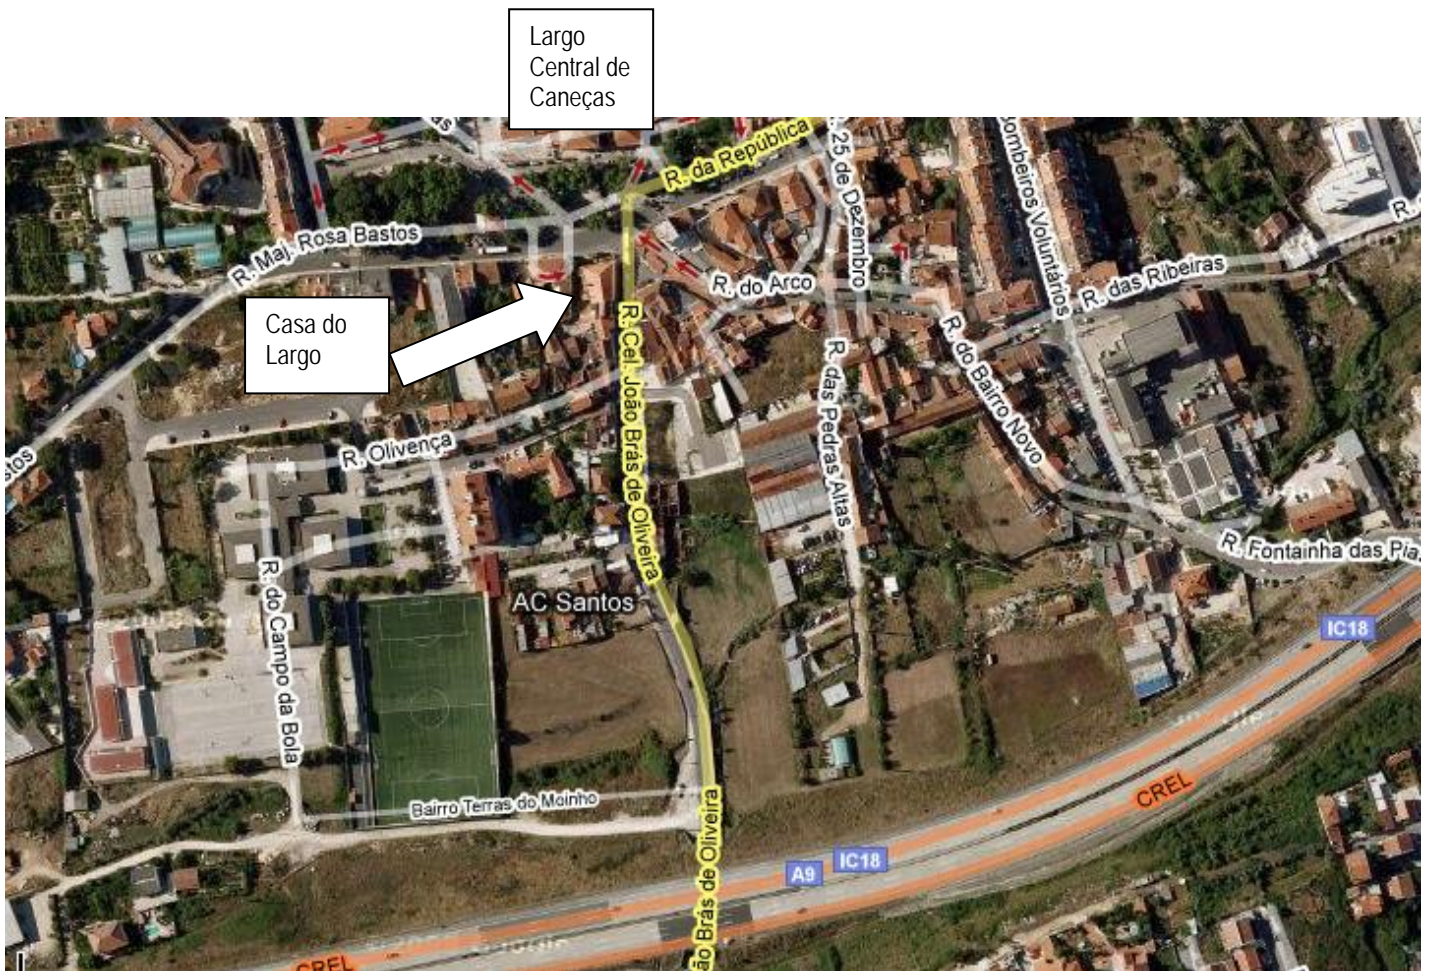 Largo
Central de
Caneças
R. da República
25 de Dezembro
Bombeiros Voluntários
R. Maj. Rosa Bastos
R. das Ribeiras
R. do Arco
Casa do
Largo
R. Cel. João Brás de Oliveira
R. das Pedras Altas
R. do Bairro Novo
R. Olivença
R. Fontainha das Pia
R. do Campo da Bola
AC Santos
IC18
CREL
Bairro Terras do Moinho
ão Brás de Oliveira
A9
IC18
CREL